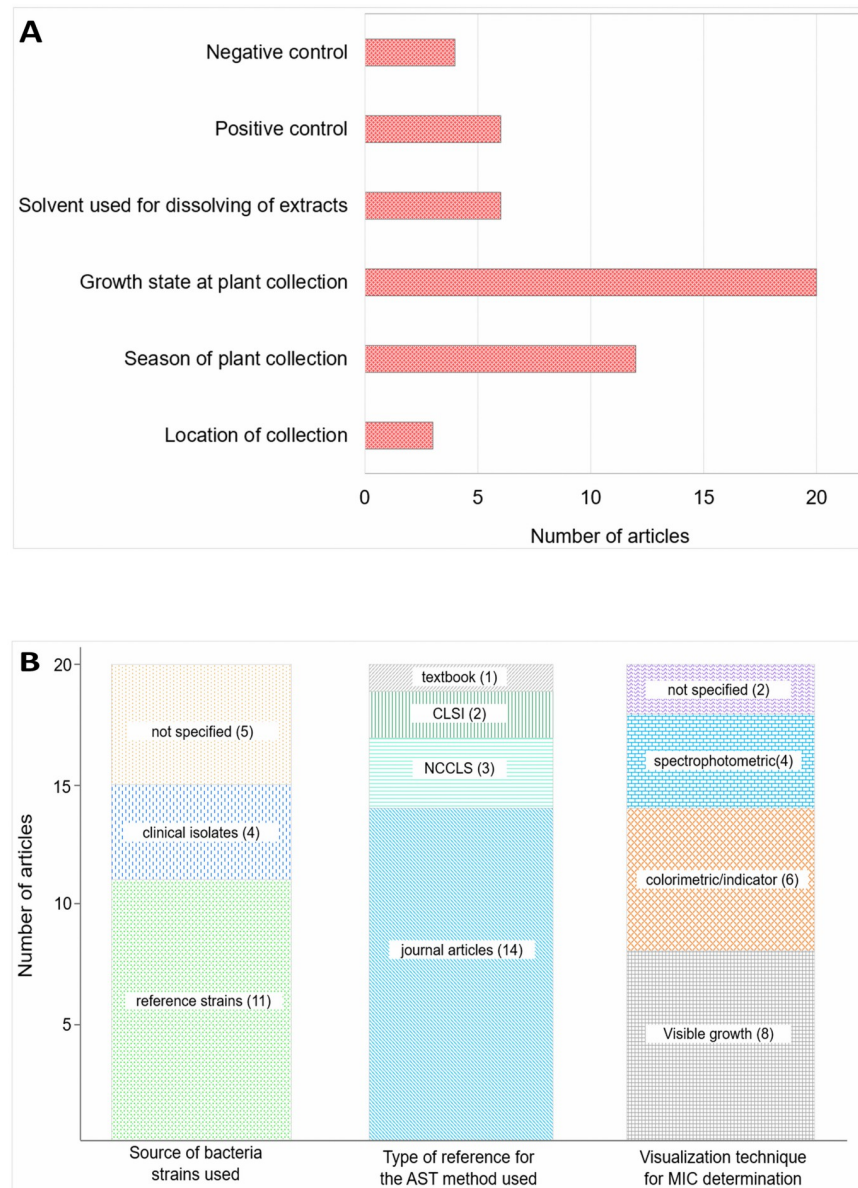 A
Negative control
Positive control
Solvent used for dissolving of extracts
Growth state at plant collection
Season of plant collection
Location of collection
0 5 10 15 20
Number of articles
B
20
15
10
5
Number of articles
not specified (5)
clinical isolates (4)
reference strains (11)
textbook (1)
CLSI (2)
NCCLS (3)
journal articles (14)
not specified (2)
spectrophotometric(4)
colorimetric/indicator (6)
Visible growth (8)
Source of bacteria
strains used
Type of reference for
the AST method used
Visualization technique
for MIC determination